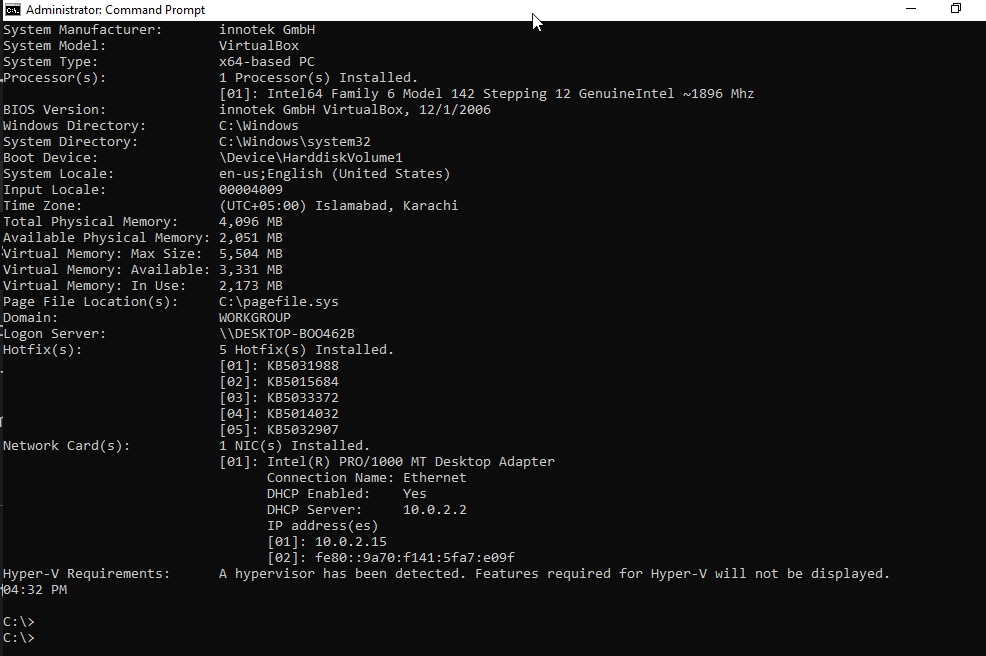 Administrator: Command Prompt
System Manufacturer:       innotek GmbH
System Model:              VirtualBox
System Type:               x64-based PC
Processor(s):              1 Processor(s) Installed.
                           [01]: Intel64 Family 6 Model 142 Stepping 12 GenuineIntel ~1896 Mhz
BIOS Version:              innotek GmbH VirtualBox, 12/1/2006
Windows Directory:         C:\Windows
System Directory:          C:\Windows\system32
Boot Device:               \Device\HarddiskVolume1
System Locale:             en-us;English (United States)
Input Locale:              00004009
Time Zone:                 (UTC+05:00) Islamabad, Karachi
Total Physical Memory:     4,096 MB
Available Physical Memory: 2,051 MB
Virtual Memory: Max Size:  5,504 MB
Virtual Memory: Available: 3,331 MB
Virtual Memory: In Use:    2,173 MB
Page File Location(s):     C:\pagefile.sys
Domain:                    WORKGROUP
Logon Server:              \\DESKTOP-BOO462B
Hotfix(s):                 5 Hotfix(s) Installed.
                           [01]: KB5031988
                           [02]: KB5015684
                           [03]: KB5033372
                           [04]: KB5014032
                           [05]: KB5032907
Network Card(s):           1 NIC(s) Installed.
                           [01]: Intel(R) PRO/1000 MT Desktop Adapter
                                 Connection Name: Ethernet
                                 DHCP Enabled:    Yes
                                 DHCP Server:     10.0.2.2
                                 IP address(es)
                                 [01]: 10.0.2.15
                                 [02]: fe80::9a70:f141:5fa7:e09f
Hyper-V Requirements:      A hypervisor has been detected. Features required for Hyper-V will not be displayed.
04:32 PM
C:\>
C:\>